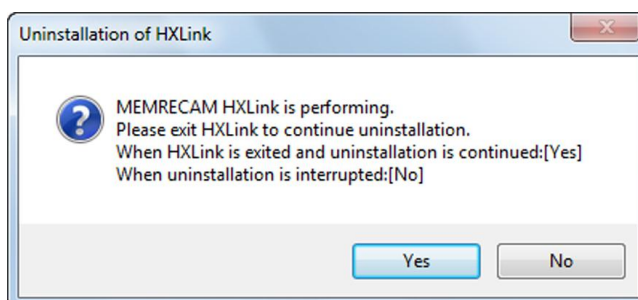 Uninstallation of HXLink
MEMRECAM HXLink is performing.
Please exit HXLink to continue uninstallation.
When HXLink is exited and uninstallation is continued:[Yes]
When uninstallation is interrupted:[No]
Yes No